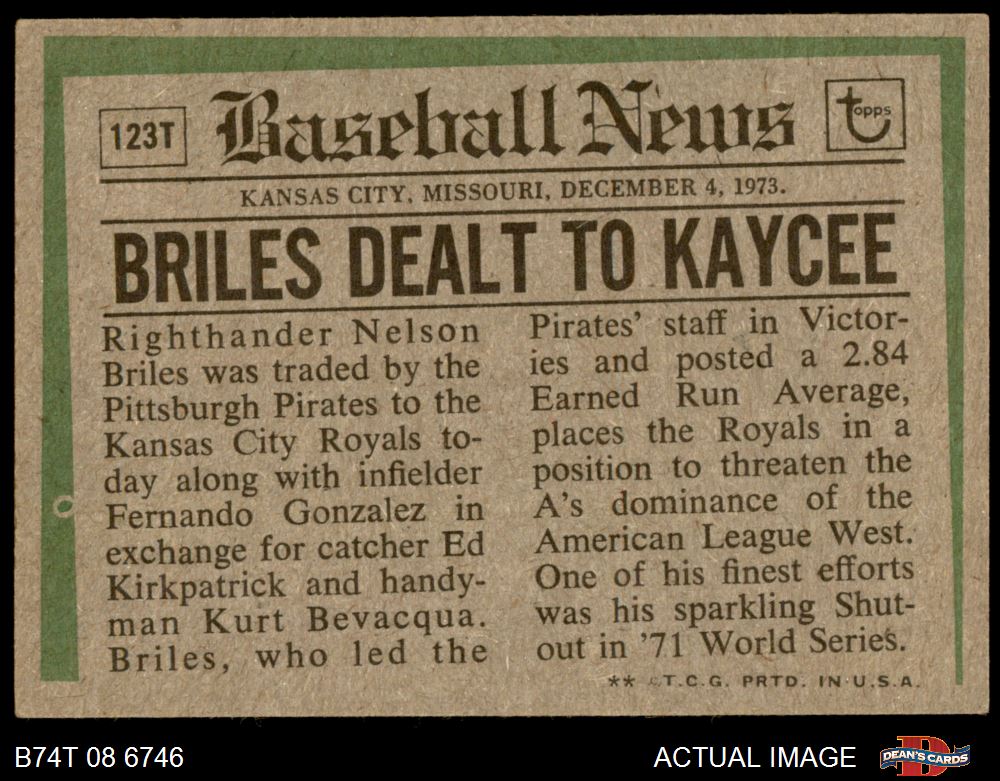 123T
Baseball News
topps
KANSAS CITY, MISSOURI, DECEMBER 4, 1973.
BRILES DEALT TO KAYCEE
Righthander Nelson
Briles was traded by the
Pittsburgh Pirates to the
Kansas City Royals to-
day along with infielder
Fernando Gonzalez in
exchange for catcher Ed
Kirkpatrick and handy-
man Kurt Bevacqua.
Briles, who led the
Pirates' staff in Victor-
ies and posted a 2.84
Earned Run Average,
places the Royals in a
position to threaten the
A's dominance of the
American League West.
One of his finest efforts
was his sparkling Shut-
out in '71 World Series.
** © T.C.G. PRTD. IN U.S.A.
B74T 08 6746
ACTUAL IMAGE
DEAN'S CARDS